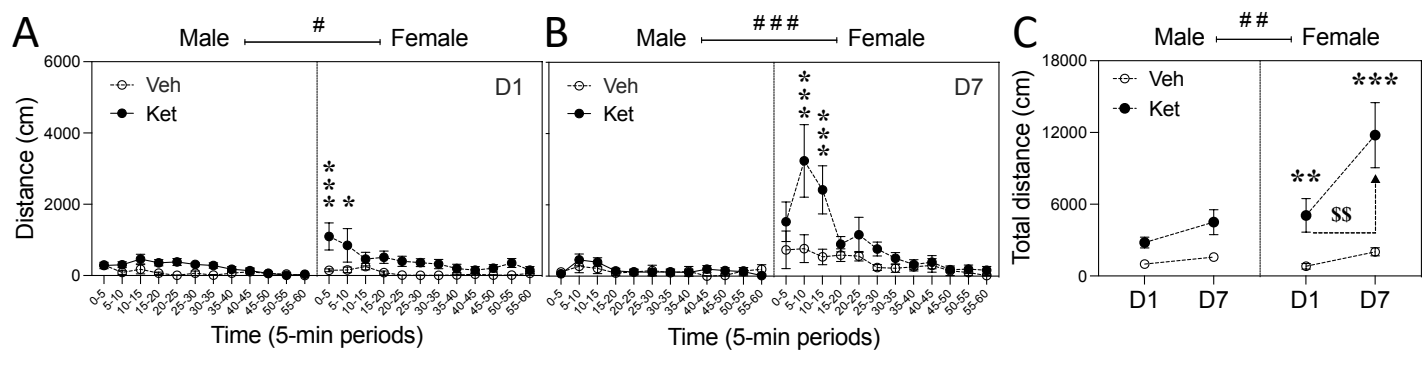 A
Male # Female
Distance (cm)
6000
4000
2000
0
Veh
Ket
D1
***
*
0-5 5-10 10-15 15-20 20-25 25-30 30-35 35-40 40-45 45-50 50-55 55-60
0-5 5-10 10-15 15-20 20-25 25-30 30-35 35-40 40-45 45-50 50-55 55-60
Time (5-min periods)
B
Male ### Female
Veh
Ket
D7
***
***
0-5 5-10 10-15 15-20 20-25 25-30 30-35 35-40 40-45 45-50 50-55 55-60
0-5 5-10 10-15 15-20 20-25 25-30 30-35 35-40 40-45 45-50 50-55 55-60
Time (5-min periods)
C
Male ## Female
Total distance (cm)
18000
12000
6000
0
Veh
Ket
***
**
$$
D1 D7 D1 D7